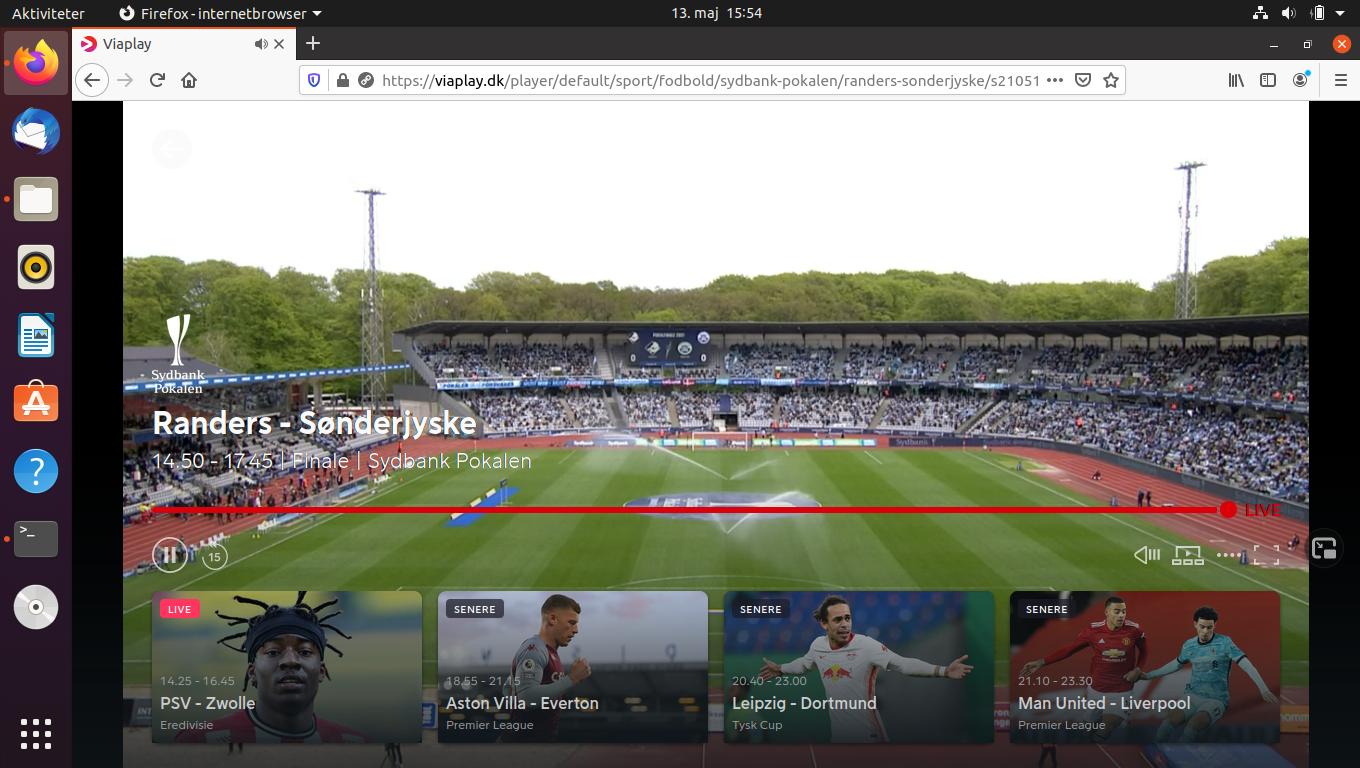 Aktiviteter
Firefox - internetbrowser
13. maj 15:54
Viaplay
https://viaplay.dk/player/default/sport/fodbold/sydbank-pokalen/randers-sonderjyske/s21051
0 0
Sydbank
Pokalen
Randers - Sønderjyske
14.50 - 17.45 | Finale | Sydbank Pokalen
LIVE
15
LIVE
14.25 - 16.45
PSV - Zwolle
Eredivisie
SENERE
18.55 - 21.15
Aston Villa - Everton
Premier League
SENERE
20.40 - 23.00
Leipzig - Dortmund
Tysk Cup
SENERE
21.10 - 23.30
Man United - Liverpool
Premier League